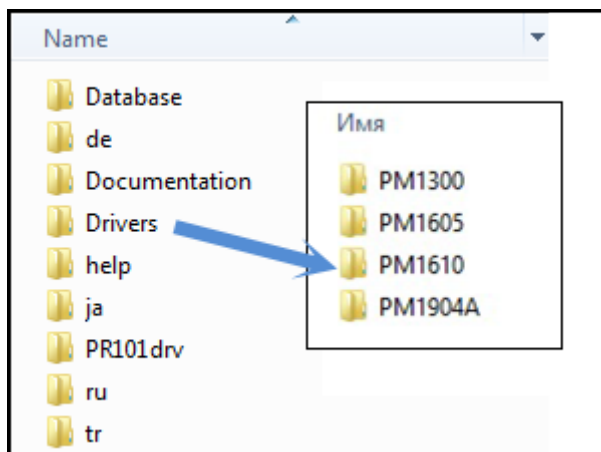 Name
Database
de
Documentation
Drivers
help
ja
PR101drv
ru
tr
Имя
PM1300
PM1605
PM1610
PM1904A